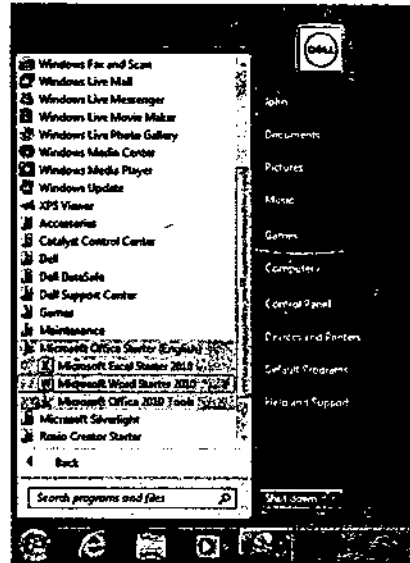 DELL
Windows Fax and Scan
Windows Live Mail
Windows Live Messenger
Windows Live Movie Maker
Windows Live Photo Gallery
Windows Media Center
Windows Media Player
Windows Update
XPS Viewer
Accessories
Catalyst Control Center
Dell
Dell DataSafe
Dell Support Center
Games
Maintenance
Microsoft Office Starter (English)
Microsoft Excel Starter 2010
Microsoft Word Starter 2010
Microsoft Office 2010 Tools
Microsoft Silverlight
Roxio Creator Starter
Back
Search programs and files
John
Documents
Pictures
Music
Games
Computer
Control Panel
Devices and Printers
Default Programs
Help and Support
Shut down